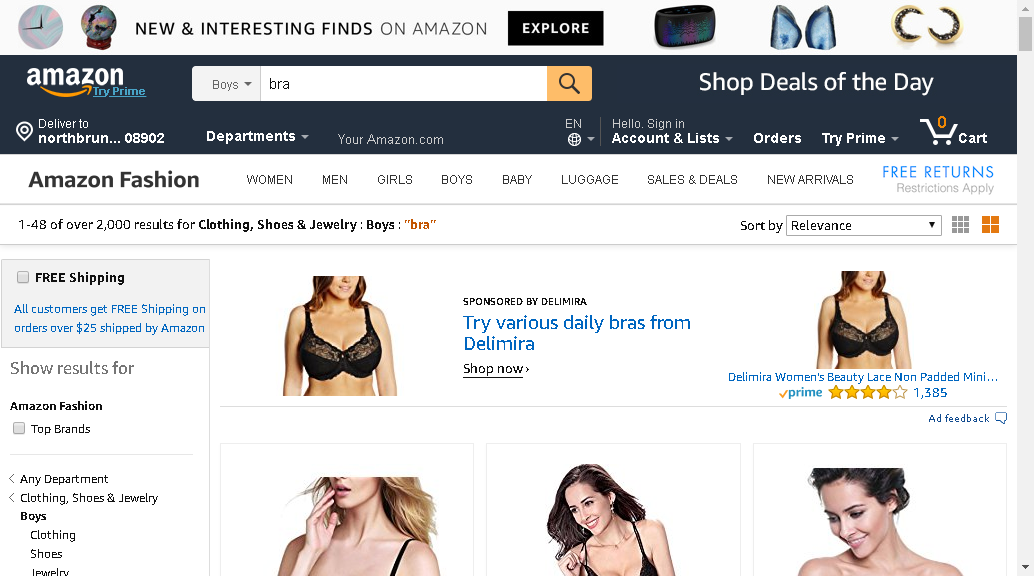 NEW & INTERESTING FINDS ON AMAZON
EXPLORE
amazon
Try Prime
Boys
bra
Shop Deals of the Day
Deliver to
northbrun... 08902
Departments
Your Amazon.com
EN
Hello. Sign in
Account & Lists
Orders
Try Prime
0
Cart
Amazon Fashion
WOMEN
MEN
GIRLS
BOYS
BABY
LUGGAGE
SALES & DEALS
NEW ARRIVALS
FREE RETURNS
Restrictions Apply
1-48 of over 2,000 results for Clothing, Shoes & Jewelry : Boys : "bra"
Sort by Relevance
FREE Shipping
All customers get FREE Shipping on
orders over $25 shipped by Amazon
Show results for
Amazon Fashion
Top Brands
Any Department
Clothing, Shoes & Jewelry
Boys
Clothing
Shoes
Jewelry
SPONSORED BY DELIMIRA
Try various daily bras from
Delimira
Show now ›
Delimira Women's Beauty Lace Non Padded Mini...
prime
1,385
Ad feedback